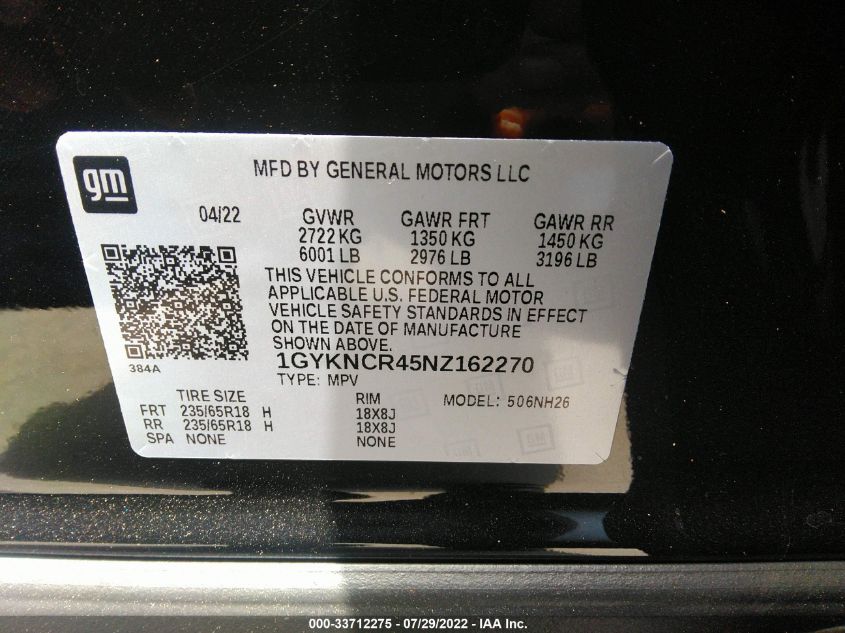 gm
MFD BY GENERAL MOTORS LLC
04/22 GVWR GAWR FRT GAWR RR
2722 KG 1350 KG 1450 KG
6001 LB 2976 LB 3196 LB
THIS VEHICLE CONFORMS TO ALL
APPLICABLE U.S. FEDERAL MOTOR
VEHICLE SAFETY STANDARDS IN EFFECT
ON THE DATE OF MANUFACTURE
SHOWN ABOVE.
384A
1GYKNCR45NZ162270
TYPE: MPV
TIRE SIZE RIM MODEL: 506NH26
FRT 235/65R18 H 18X8J
RR 235/65R18 H 18X8J
SPA NONE NONE
000-33712275 - 07/29/2022 - IAA Inc.